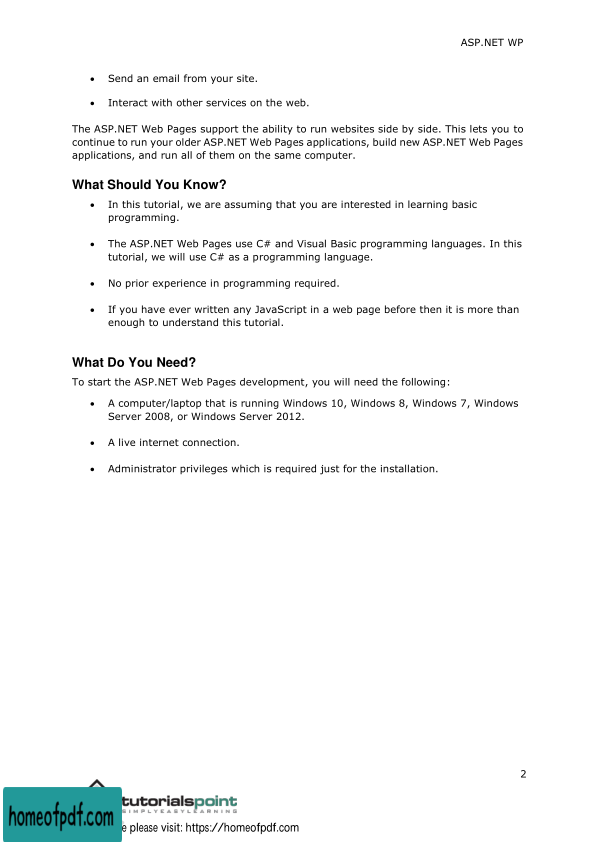 ASP.NET WP
• Send an email from your site.
• Interact with other services on the web.
The ASP.NET Web Pages support the ability to run websites side by side. This lets you to
continue to run your older ASP.NET Web Pages applications, build new ASP.NET Web Pages
applications, and run all of them on the same computer.
What Should You Know?
• In this tutorial, we are assuming that you are interested in learning basic
programming.
• The ASP.NET Web Pages use C# and Visual Basic programming languages. In this
tutorial, we will use C# as a programming language.
• No prior experience in programming required.
• If you have ever written any JavaScript in a web page before then it is more than
enough to understand this tutorial.
What Do You Need?
To start the ASP.NET Web Pages development, you will need the following:
• A computer/laptop that is running Windows 10, Windows 8, Windows 7, Windows
Server 2008, or Windows Server 2012.
• A live internet connection.
• Administrator privileges which is required just for the installation.
2
tutorialspoint
SIMPLYEASYLEARNING
homeofpdf.com
e please visit: https://homeofpdf.com